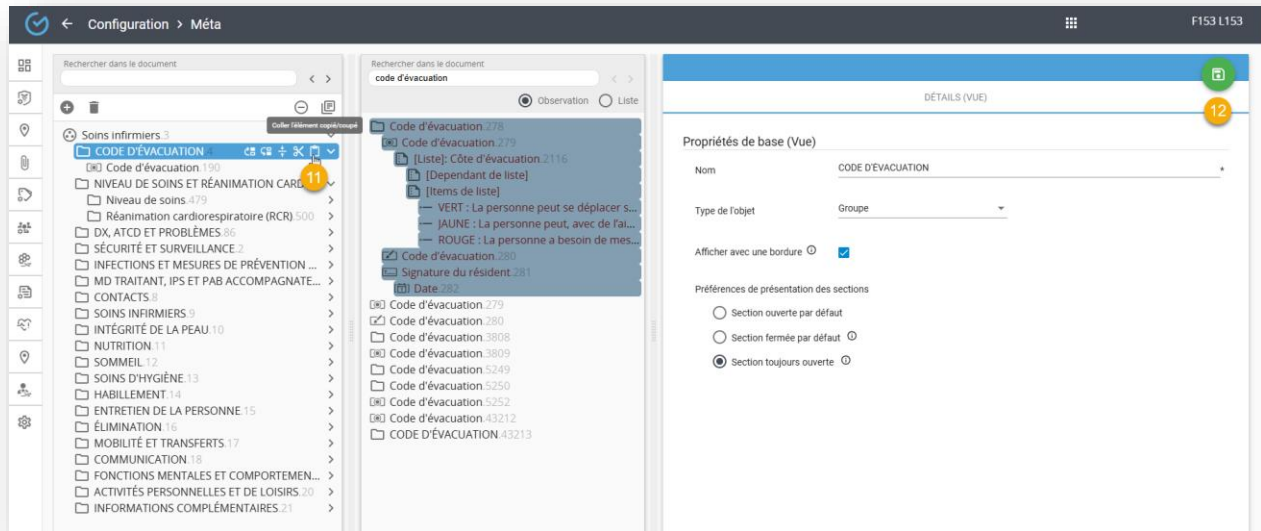 Configuration > Méta
F153 L153
Rechercher dans le document
Coller l'élément copié/coupé
Soins infirmiers.3
CODE D'ÉVACUATION
11
Code d'évacuation.190
NIVEAU DE SOINS ET RÉANIMATION CARD
Niveau de soins.479
Réanimation cardiorespiratoire (RCR).500
DX, ATCD ET PROBLÈMES.86
SÉCURITÉ ET SURVEILLANCE.2
INFECTIONS ET MESURES DE PRÉVENTION ...
MD TRAITANT, IPS ET PAB ACCOMPAGNATE...
CONTACTS.8
SOINS INFIRMIERS.9
INTÉGRITÉ DE LA PEAU.10
NUTRITION.11
SOMMEIL.12
SOINS D'HYGIÈNE.13
HABILLEMENT.14
ENTRETIEN DE LA PERSONNE.15
ÉLIMINATION.16
MOBILITÉ ET TRANSFERTS.17
COMMUNICATION.18
FONCTIONS MENTALES ET COMPORTEMEN...
ACTIVITÉS PERSONNELLES ET DE LOISIRS.20
INFORMATIONS COMPLÉMENTAIRES.21
Rechercher dans le document
code d'évacuation
Observation Liste
Code d'évacuation.278
Code d'évacuation.279
[Liste]: Côte d'évacuation.2116
[Dependant de liste]
[Items de liste]
VERT : La personne peut se déplacer s...
JAUNE : La personne peut, avec de l'ai...
ROUGE : La personne a besoin de mes...
Code d'évacuation.280
Signature du résident.281
Date.282
Code d'évacuation.279
Code d'évacuation.280
Code d'évacuation.3808
Code d'évacuation.3809
Code d'évacuation.5249
Code d'évacuation.5250
Code d'évacuation.5252
Code d'évacuation.43212
CODE D'ÉVACUATION.43213
DÉTAILS (VUE)
12
Propriétés de base (Vue)
Nom CODE D'ÉVACUATION *
Type de l'objet Groupe
Afficher avec une bordure
Préférences de présentation des sections
Section ouverte par défaut
Section fermée par défaut
Section toujours ouverte